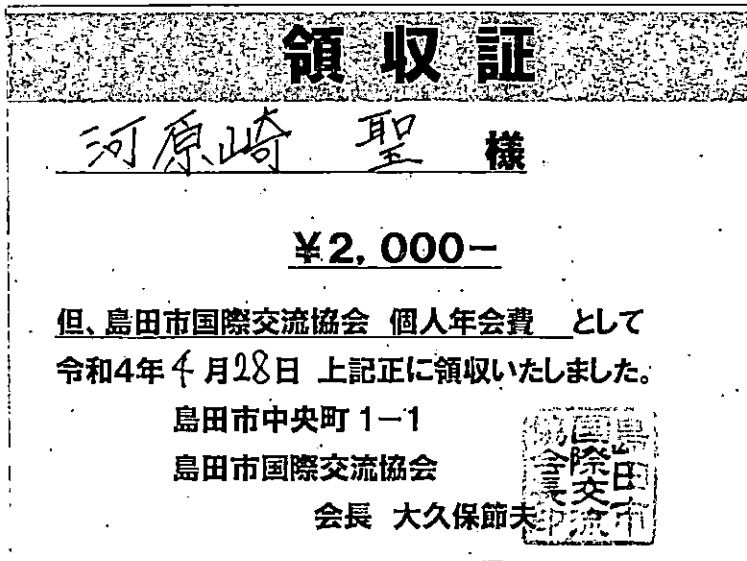 領収証
河原崎 聖 様
¥2,000-
但、島田市国際交流協会 個人年会費 として
令和4年4月28日 上記正に領収いたしました。
島田市中央町1-1
島田市国際交流協会
会長 大久保節夫
島田市
国際交流
協会長印